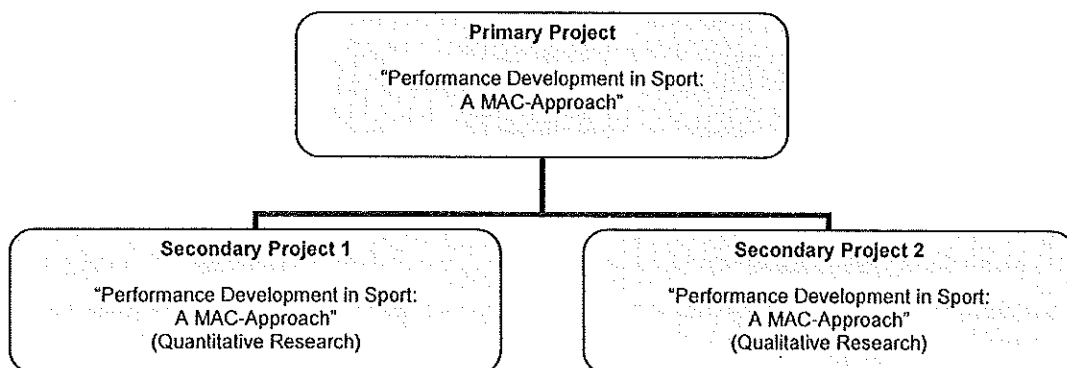 Primary Project
"Performance Development in Sport:
A MAC-Approach"
Secondary Project 1
"Performance Development in Sport:
A MAC-Approach"
(Quantitative Research)
Secondary Project 2
"Performance Development in Sport:
A MAC-Approach"
(Qualitative Research)